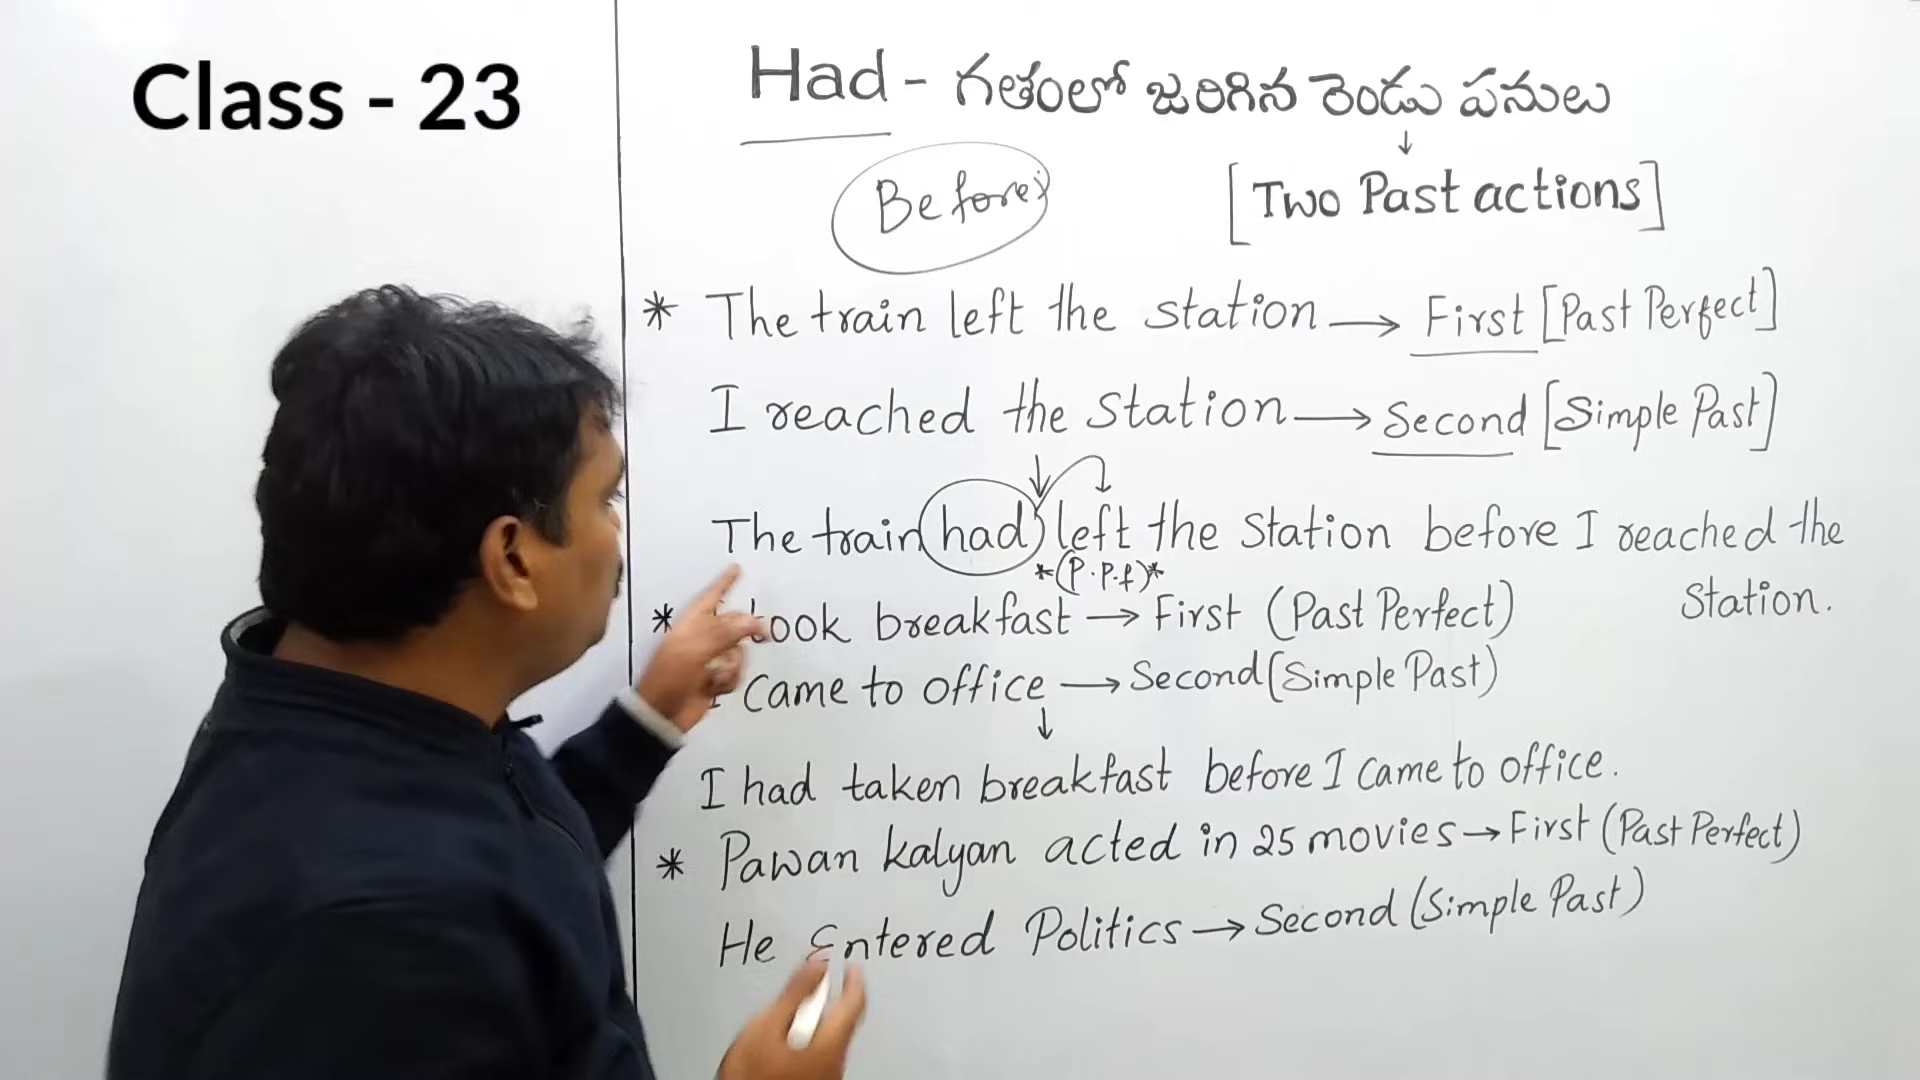 Class - 23
Had - గతంలో జరిగిన రెండు పనులు
Before
[Two Past actions]
* The train left the station → First [Past Perfect]
I reached the station → Second [Simple Past]
The train had left the station before I reached the
*(P.P.f)*
station.
* took breakfast → First (Past Perfect)
I came to office → Second (Simple Past)
I had taken breakfast before I came to office.
* Pawan kalyan acted in 25 movies → First (Past Perfect)
He Entered Politics → Second (Simple Past)